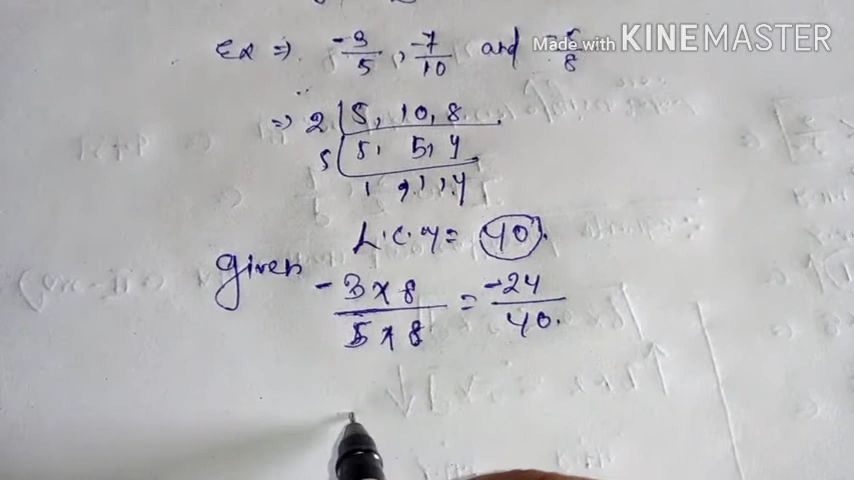 Ex ⇒ -3/5, -7/10 and /8
Made with KINEMASTER
⇒ 2 | 5, 10, 8
5 | 5, 5, 4
1, 1, 4
L.C.M = 40
Given
-3 x 8 / 5 x 8 = -24 / 40.